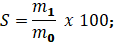 S = m₁/m₀ x 100;